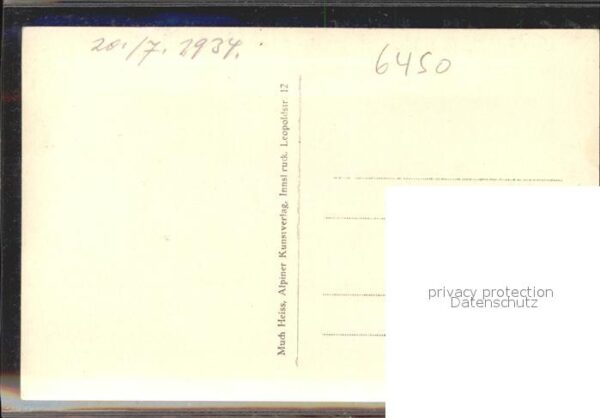 20./7. 1934.
6450
Much Heiss, Alpiner Kunstverlag, Innsbruck, Leopoldstr. 12
privacy protection
Datenschutz